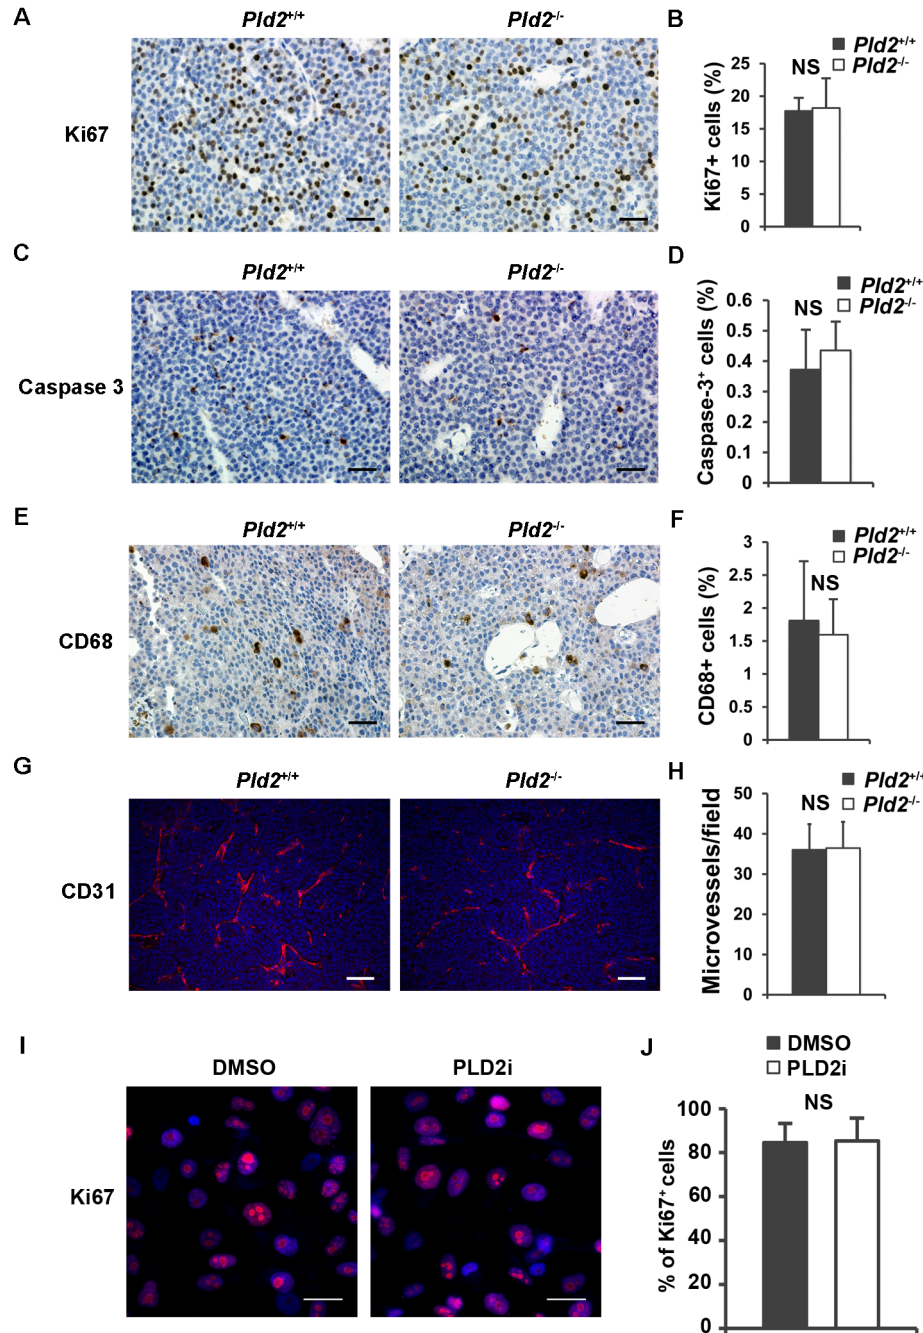 A
Pld2+/+
Pld2-/-
Ki67
B
Pld2+/+
Pld2-/-
NS
Ki67+ cells (%)
25
20
15
10
5
0
C
Pld2+/+
Pld2-/-
Caspase 3
D
Pld2+/+
Pld2-/-
NS
Caspase-3+ cells (%)
0.6
0.5
0.4
0.3
0.2
0.1
0
E
Pld2+/+
Pld2-/-
CD68
F
Pld2+/+
Pld2-/-
NS
CD68+ cells (%)
3
2.5
2
1.5
1
0.5
0
G
Pld2+/+
Pld2-/-
CD31
H
Pld2+/+
Pld2-/-
NS
Microvessels/field
50
40
30
20
10
0
I
DMSO
PLD2i
Ki67
J
DMSO
PLD2i
NS
% of Ki67+ cells
100
80
60
40
20
0